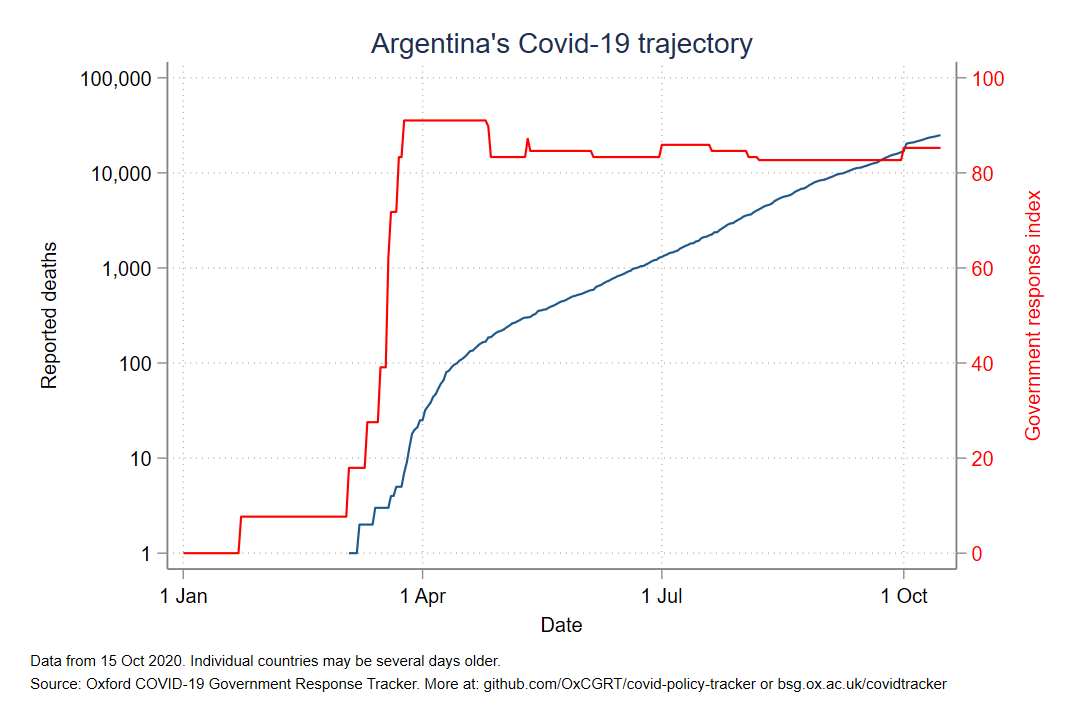 Argentina's Covid-19 trajectory
100,000
10,000
1,000
100
10
1
Reported deaths
100
80
60
40
20
0
Government response index
1 Jan
1 Apr
1 Jul
1 Oct
Date
Data from 15 Oct 2020. Individual countries may be several days older.
Source: Oxford COVID-19 Government Response Tracker. More at: github.com/OxCGRT/covid-policy-tracker or bsg.ox.ac.uk/covidtracker